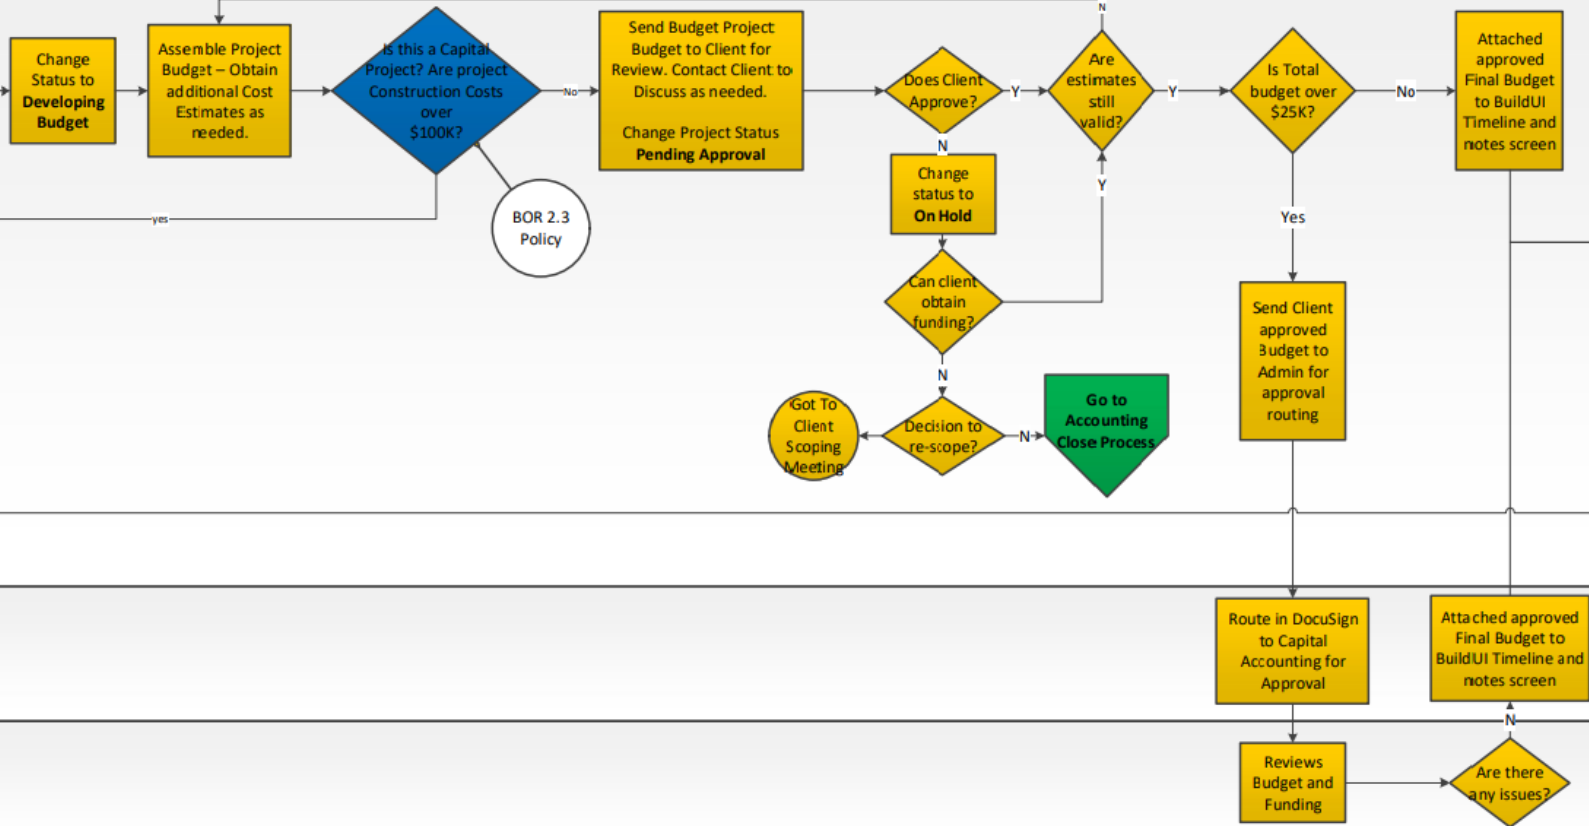 Change
Status to
Developing
Budget
Assemble Project
Budget – Obtain
additional Cost
Estimates as
needed.
Is this a Capital
Project? Are project
Construction Costs
over
$100K?
No
yes
BOR 2.3
Policy
Send Budget Project
Budget to Client for
Review. Contact Client to
Discuss as needed.
Change Project Status
Pending Approval
Does Client
Approve?
Y
N
Change
status to
On Hold
Can client
obtain
funding?
Y
N
Decision to
re-scope?
Got To
Client
Scoping
Meeting
N
Go to
Accounting
Close Process
N
Are
estimates
still
valid?
Y
Is Total
budget over
$25K?
No
Yes
Attached
approved
Final Budget
to BuildUI
Timeline and
notes screen
Send Client
approved
Budget to
Admin for
approval
routing
Route in DocuSign
to Capital
Accounting for
Approval
Attached approved
Final Budget to
BuildUI Timeline and
notes screen
N
Reviews
Budget and
Funding
Are there
any issues?